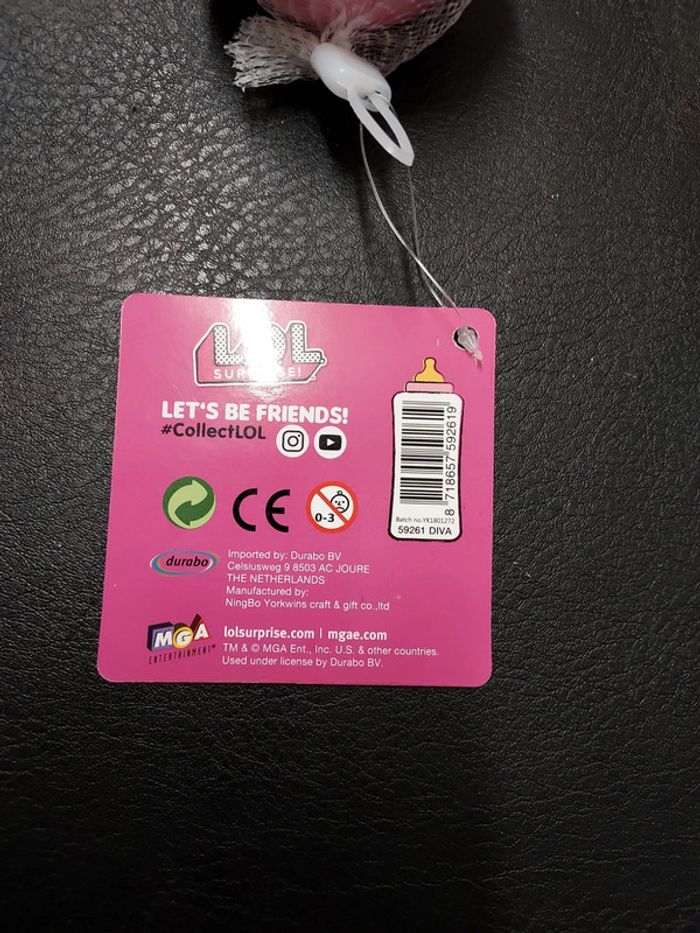 LOL
SURPRISE!
LET'S BE FRIENDS!
#CollectLOL
8 718657 592619
Batch no.YK1801272
59261 DIVA
CE
0-3
durabo
Imported by: Durabo BV
Celsiusweg 9 8503 AC JOURE
THE NETHERLANDS
Manufactured by:
NingBo Yorkwins craft & gift co.,ltd
MGA
ENTERTAINMENT
lolsurprise.com | mgae.com
TM & © MGA Ent., Inc. U.S. & other countries.
Used under license by Durabo BV.